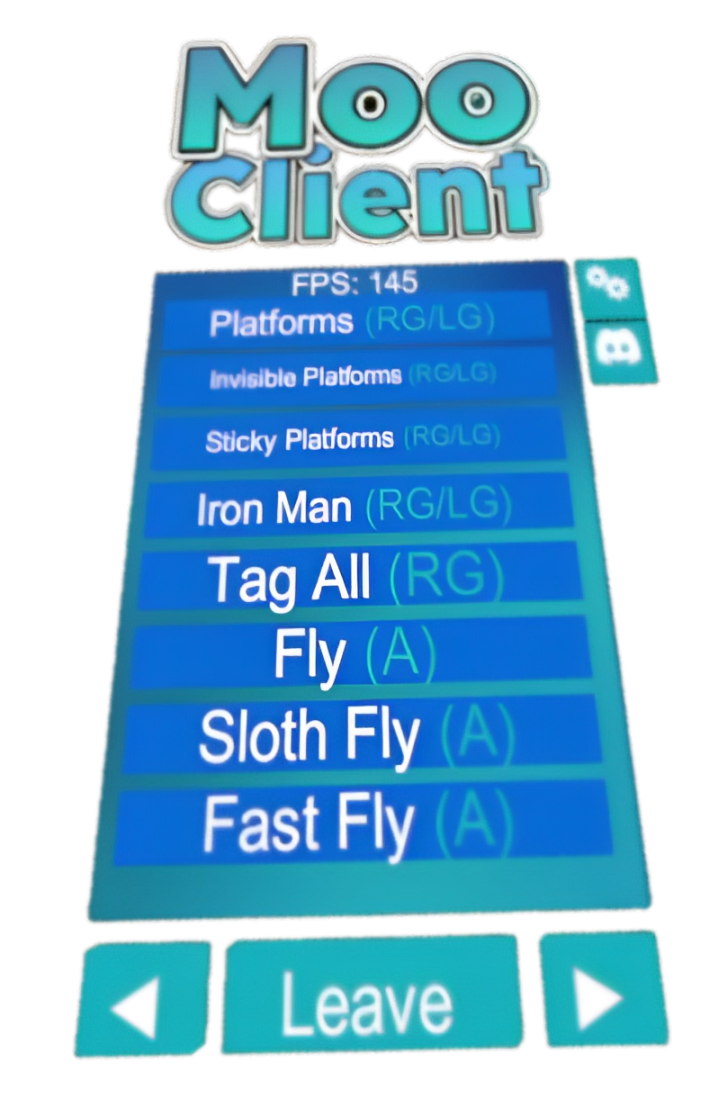 Moo
Client
FPS: 145
Platforms (RG/LG)
Invisible Platforms (RG/LG)
Sticky Platforms (RG/LG)
Iron Man (RG/LG)
Tag All (RG)
Fly (A)
Sloth Fly (A)
Fast Fly (A)
Leave